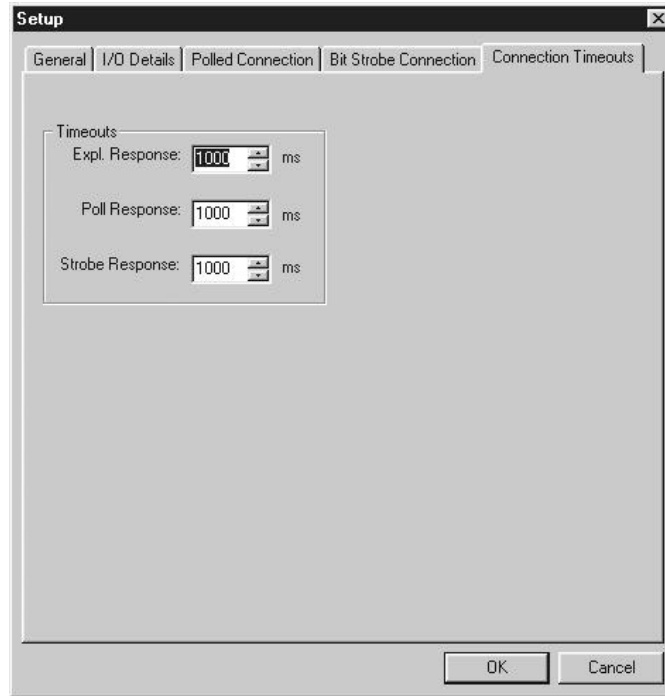 Setup
General I/O Details Polled Connection Bit Strobe Connection Connection Timeouts
Timeouts
Expl. Response: 1000 ms
Poll Response: 1000 ms
Strobe Response: 1000 ms
OK Cancel